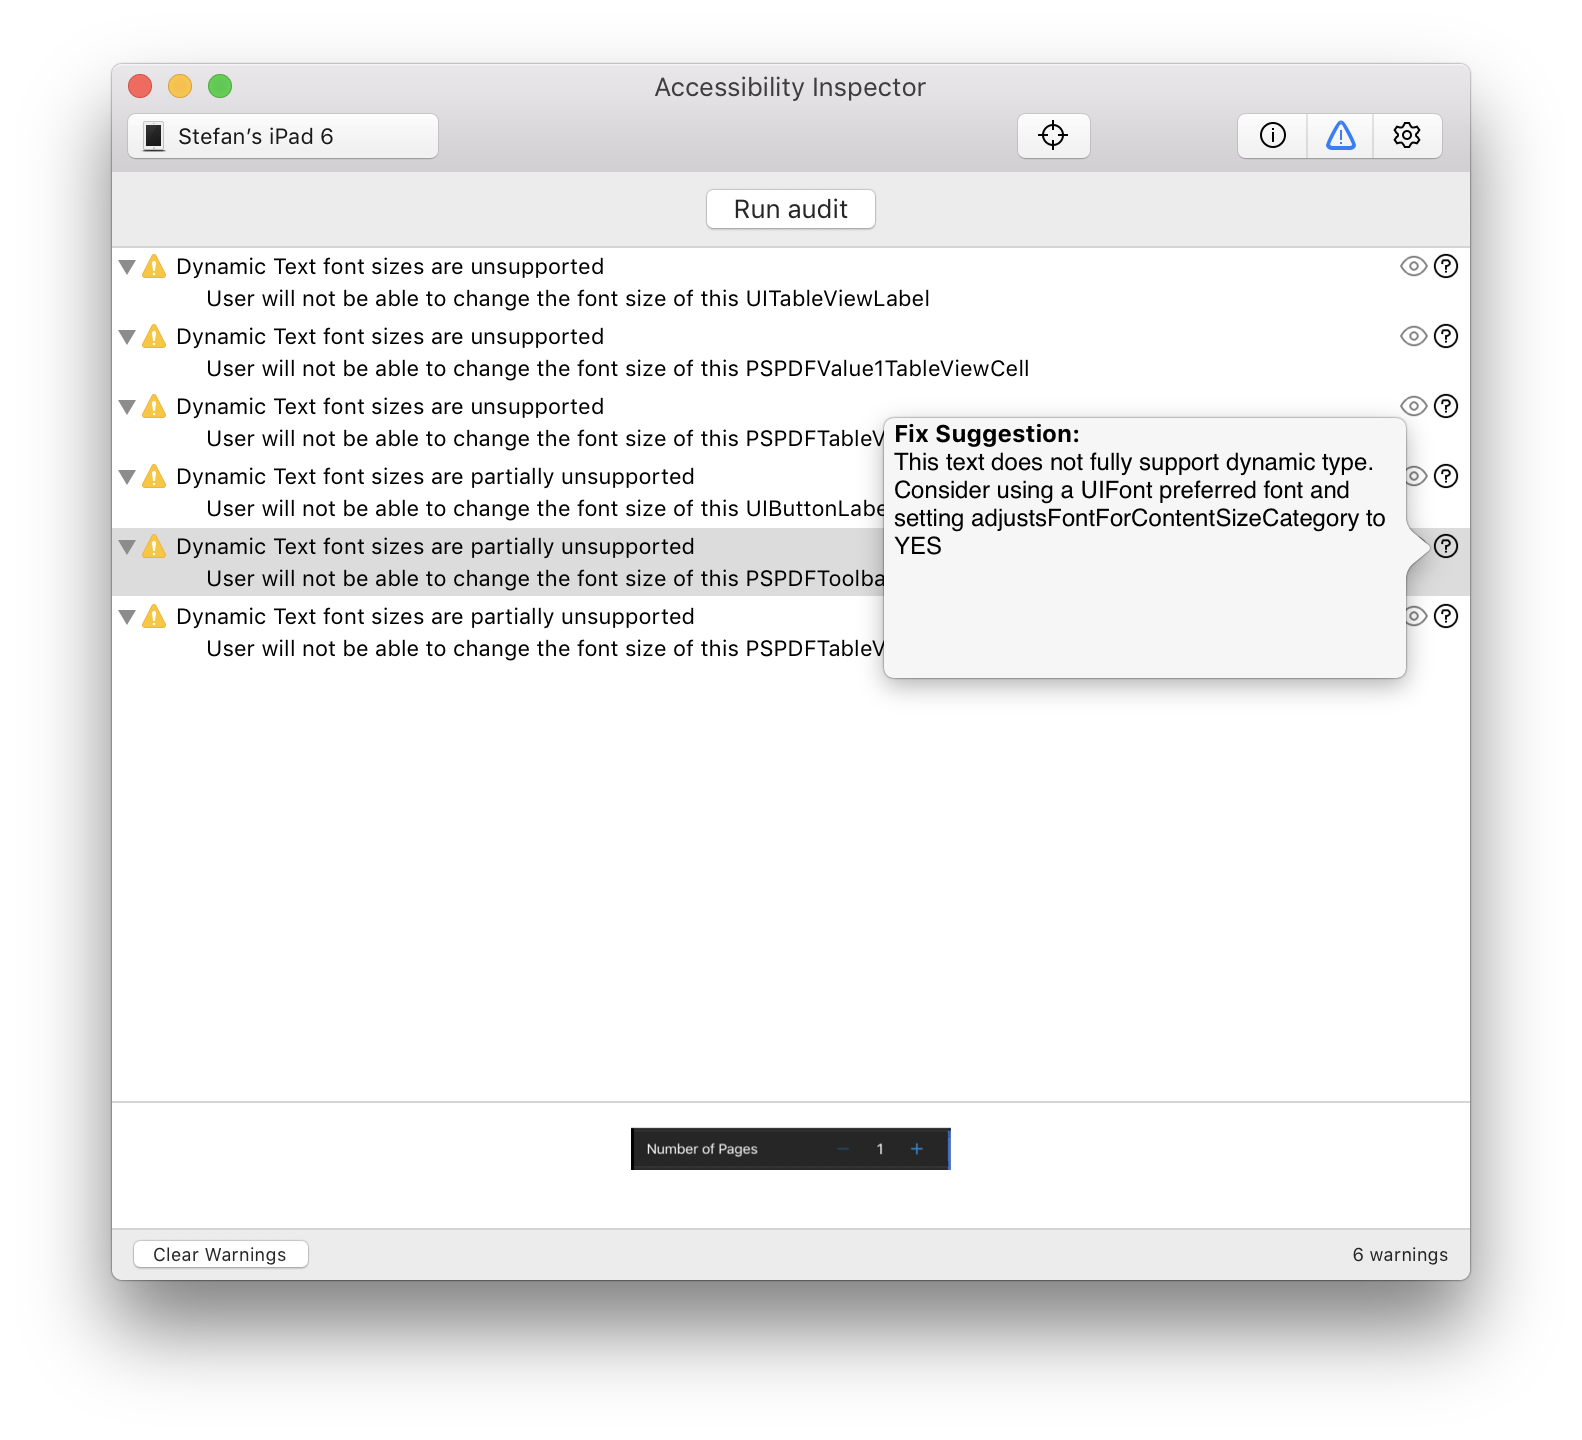 Accessibility Inspector
Stefan’s iPad 6
Run audit
Dynamic Text font sizes are unsupported
User will not be able to change the font size of this UITableViewLabel
Dynamic Text font sizes are unsupported
User will not be able to change the font size of this PSPDFValue1TableViewCell
Dynamic Text font sizes are unsupported
User will not be able to change the font size of this
Dynamic Text font sizes are partially unsupported
User will not be able to change the font size of this
Dynamic Text font sizes are partially unsupported
User will not be able to change the font size of this
Dynamic Text font sizes are partially unsupported
User will not be able to change the font size of this
Fix Suggestion:
This text does not fully support dynamic type.
Consider using a UIFont preferred font and
setting adjustsFontForContentSizeCategory to
YES
Number of Pages − 1 +
Clear Warnings
6 warnings